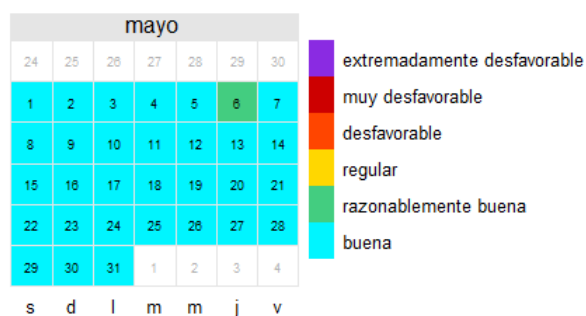 mayo
24 25 26 27 28 29 30
1 2 3 4 5 6 7
8 9 10 11 12 13 14
15 16 17 18 19 20 21
22 23 24 25 26 27 28
29 30 31 1 2 3 4
s d l m m j v
extremadamente desfavorable
muy desfavorable
desfavorable
regular
razonablemente buena
buena